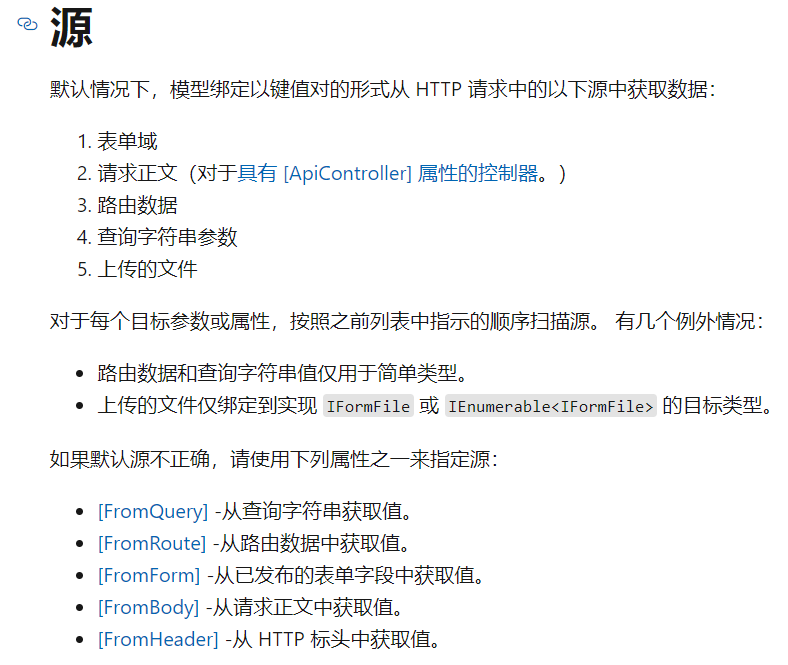 源
默认情况下，模型绑定以键值对的形式从 HTTP 请求中的以下源中获取数据：
1. 表单域
2. 请求正文（对于具有 [ApiController] 属性的控制器。）
3. 路由数据
4. 查询字符串参数
5. 上传的文件
对于每个目标参数或属性，按照之前列表中指示的顺序扫描源。 有几个例外情况：
• 路由数据和查询字符串值仅用于简单类型。
• 上传的文件仅绑定到实现 IFormFile 或 IEnumerable<IFormFile> 的目标类型。
如果默认源不正确，请使用下列属性之一来指定源：
• [FromQuery] -从查询字符串获取值。
• [FromRoute] -从路由数据中获取值。
• [FromForm] -从已发布的表单字段中获取值。
• [FromBody] -从请求正文中获取值。
• [FromHeader] -从 HTTP 标头中获取值。